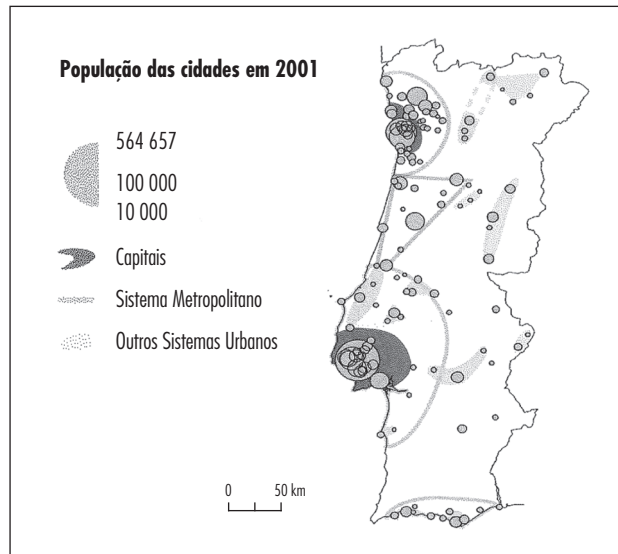 População das cidades em 2001
564 657
100 000
10 000
Capitais
Sistema Metropolitano
Outros Sistemas Urbanos
0 50 km